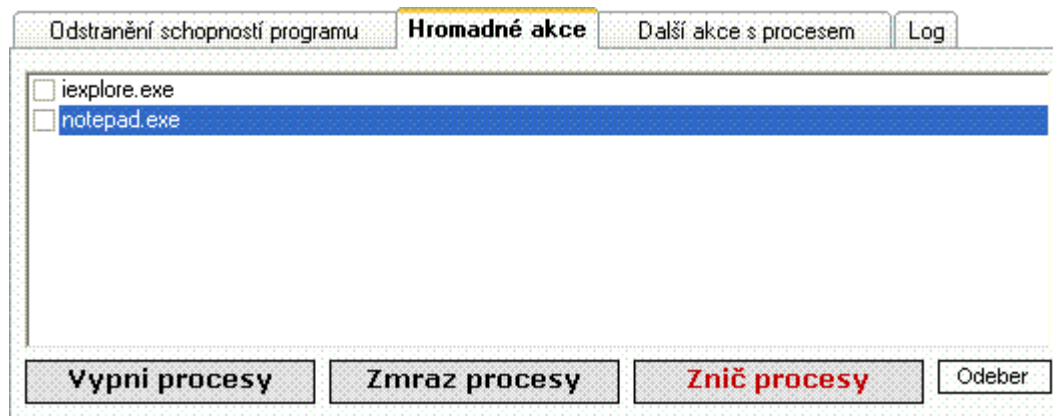 Odstranění schopností programu Hromadné akce Další akce s procesem Log
iexplore.exe
notepad.exe
Vypni procesy Zmraz procesy Znič procesy Odeber